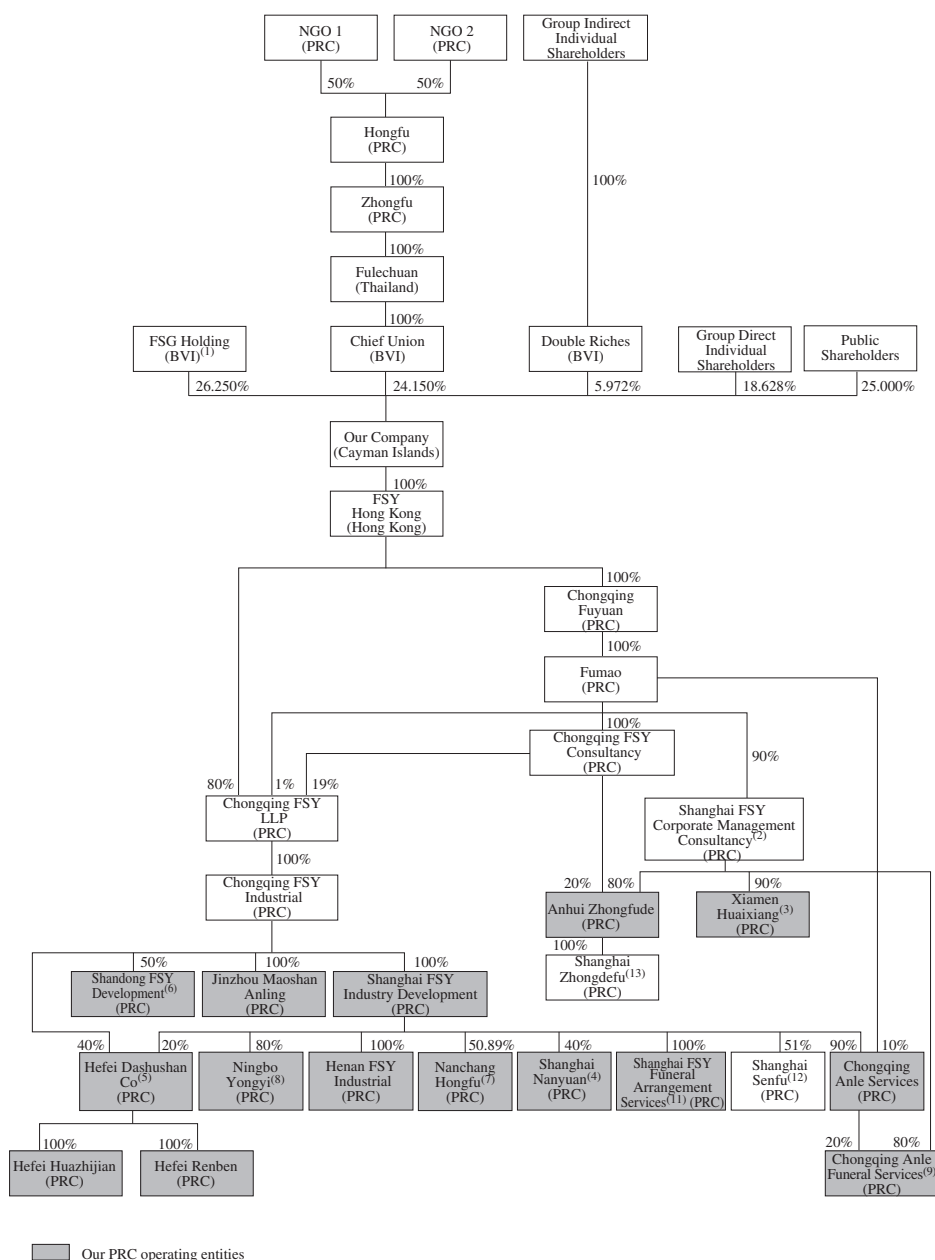 NGO 1
(PRC)
NGO 2
(PRC)
Group Indirect
Individual
Shareholders
50%
50%
Hongfu
(PRC)
100%
100%
Zhongfu
(PRC)
100%
Fulechuan
(Thailand)
100%
FSG Holding
(BVI)(1)
Chief Union
(BVI)
Double Riches
(BVI)
Group Direct
Individual
Shareholders
Public
Shareholders
26.250%
24.150%
5.972%
18.628%
25.000%
Our Company
(Cayman Islands)
100%
FSY
Hong Kong
(Hong Kong)
100%
Chongqing
Fuyuan
(PRC)
100%
Fumao
(PRC)
100%
Chongqing FSY
Consultancy
(PRC)
90%
80%
1%
19%
Chongqing FSY
LLP
(PRC)
Shanghai FSY
Corporate Management
Consultancy(2)
(PRC)
100%
Chongqing FSY
Industrial
(PRC)
20%
80%
90%
Anhui Zhongfude
(PRC)
Xiamen
Huaixiang(3)
(PRC)
100%
Shanghai
Zhongdefu(13)
(PRC)
50%
100%
100%
Shandong FSY
Development(6)
(PRC)
Jinzhou Maoshan
Anling
(PRC)
Shanghai FSY
Industry Development
(PRC)
40%
20%
80%
100%
50.89%
40%
100%
51%
90%
10%
Hefei Dashushan
Co(5)
(PRC)
Ningbo
Yongyi(8)
(PRC)
Henan FSY
Industrial
(PRC)
Nanchang
Hongfu(7)
(PRC)
Shanghai
Nanyuan(4)
(PRC)
Shanghai FSY
Funeral
Arrangement
Services(11) (PRC)
Shanghai
Senfu(12)
(PRC)
Chongqing
Anle Services
(PRC)
100%
100%
20%
80%
Hefei Huazhijian
(PRC)
Hefei Renben
(PRC)
Chongqing Anle
Funeral Services(9)
(PRC)
Our PRC operating entities